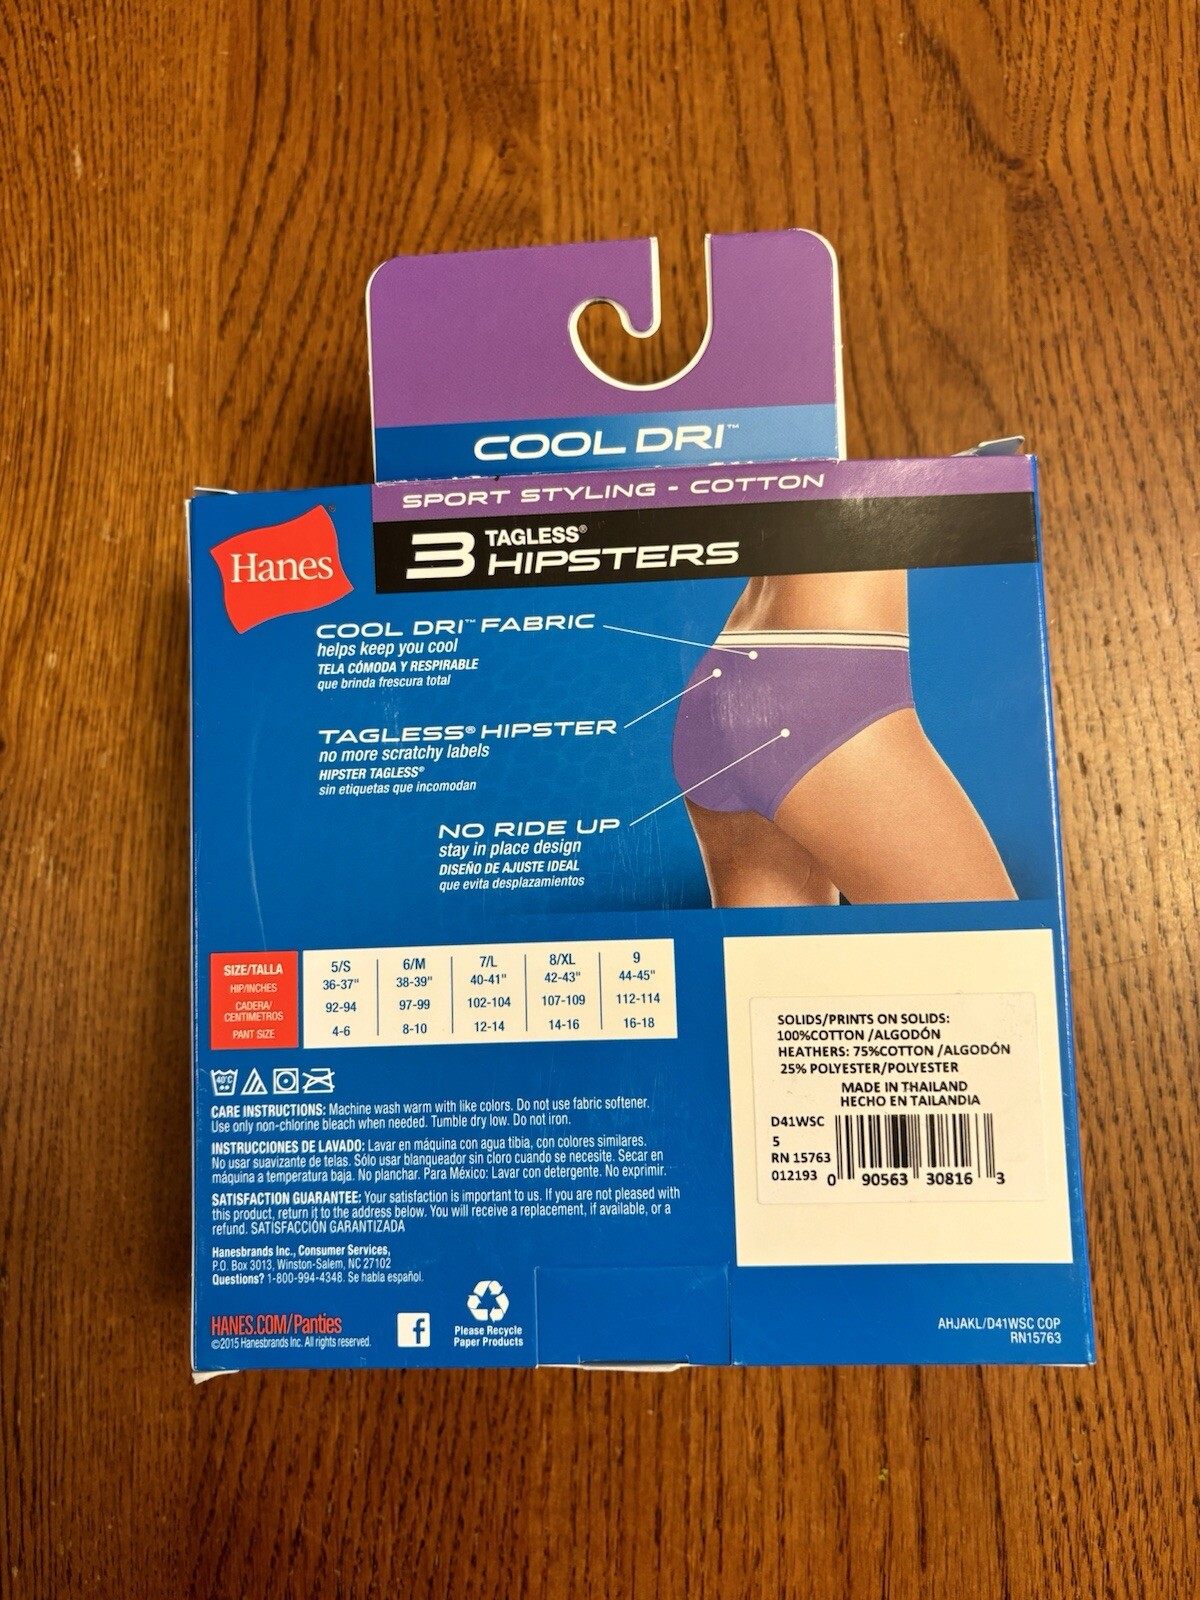 COOL DRI™
SPORT STYLING - COTTON
Hanes®
3 TAGLESS®
HIPSTERS
COOL DRI™ FABRIC
helps keep you cool
TELA CÓMODA Y RESPIRABLE
que brinda frescura total
TAGLESS® HIPSTER
no more scratchy labels
HIPSTER TAGLESS®
sin etiquetas que incomodan
NO RIDE UP
stay in place design
DISEÑO DE AJUSTE IDEAL
que evita desplazamientos
SIZE/TALLA 5/S 6/M 7/L 8/XL 9
HIP/INCHES 36-37" 38-39" 40-41" 42-43" 44-45"
CADERA/
CENTIMETROS 92-94 97-99 102-104 107-109 112-114
PANT SIZE 4-6 8-10 12-14 14-16 16-18
40°C
CARE INSTRUCTIONS: Machine wash warm with like colors. Do not use fabric softener.
Use only non-chlorine bleach when needed. Tumble dry low. Do not iron.
INSTRUCCIONES DE LAVADO: Lavar en máquina con agua tibia, con colores similares.
No usar suavizante de telas. Sólo usar blanqueador sin cloro cuando se necesite. Secar en
máquina a temperatura baja. No planchar. Para México: Lavar con detergente. No exprimir.
SATISFACTION GUARANTEE: Your satisfaction is important to us. If you are not pleased with
this product, return it to the address below. You will receive a replacement, if available, or a
refund. SATISFACCIÓN GARANTIZADA
Hanesbrands Inc., Consumer Services,
P.O. Box 3013, Winston-Salem, NC 27102
Questions? 1-800-994-4348. Se habla español.
HANES.COM/Panties
©2015 Hanesbrands Inc. All rights reserved.
f
Please Recycle
Paper Products
SOLIDS/PRINTS ON SOLIDS:
100%COTTON /ALGODÓN
HEATHERS: 75%COTTON /ALGODÓN
25% POLYESTER/POLYESTER
MADE IN THAILAND
HECHO EN TAILANDIA
D41WSC
5
RN 15763
012193
0 90563 30816 3
AHJAKL/D41WSC COP
RN15763